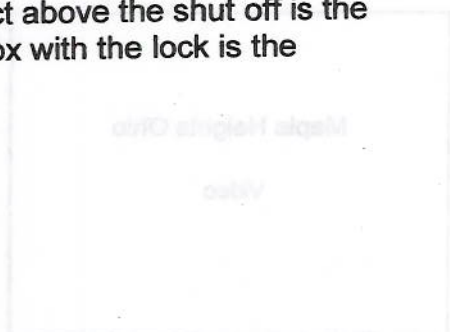 ct above the shut off is the
ox with the lock is the
Maple Heights Ohio
Video